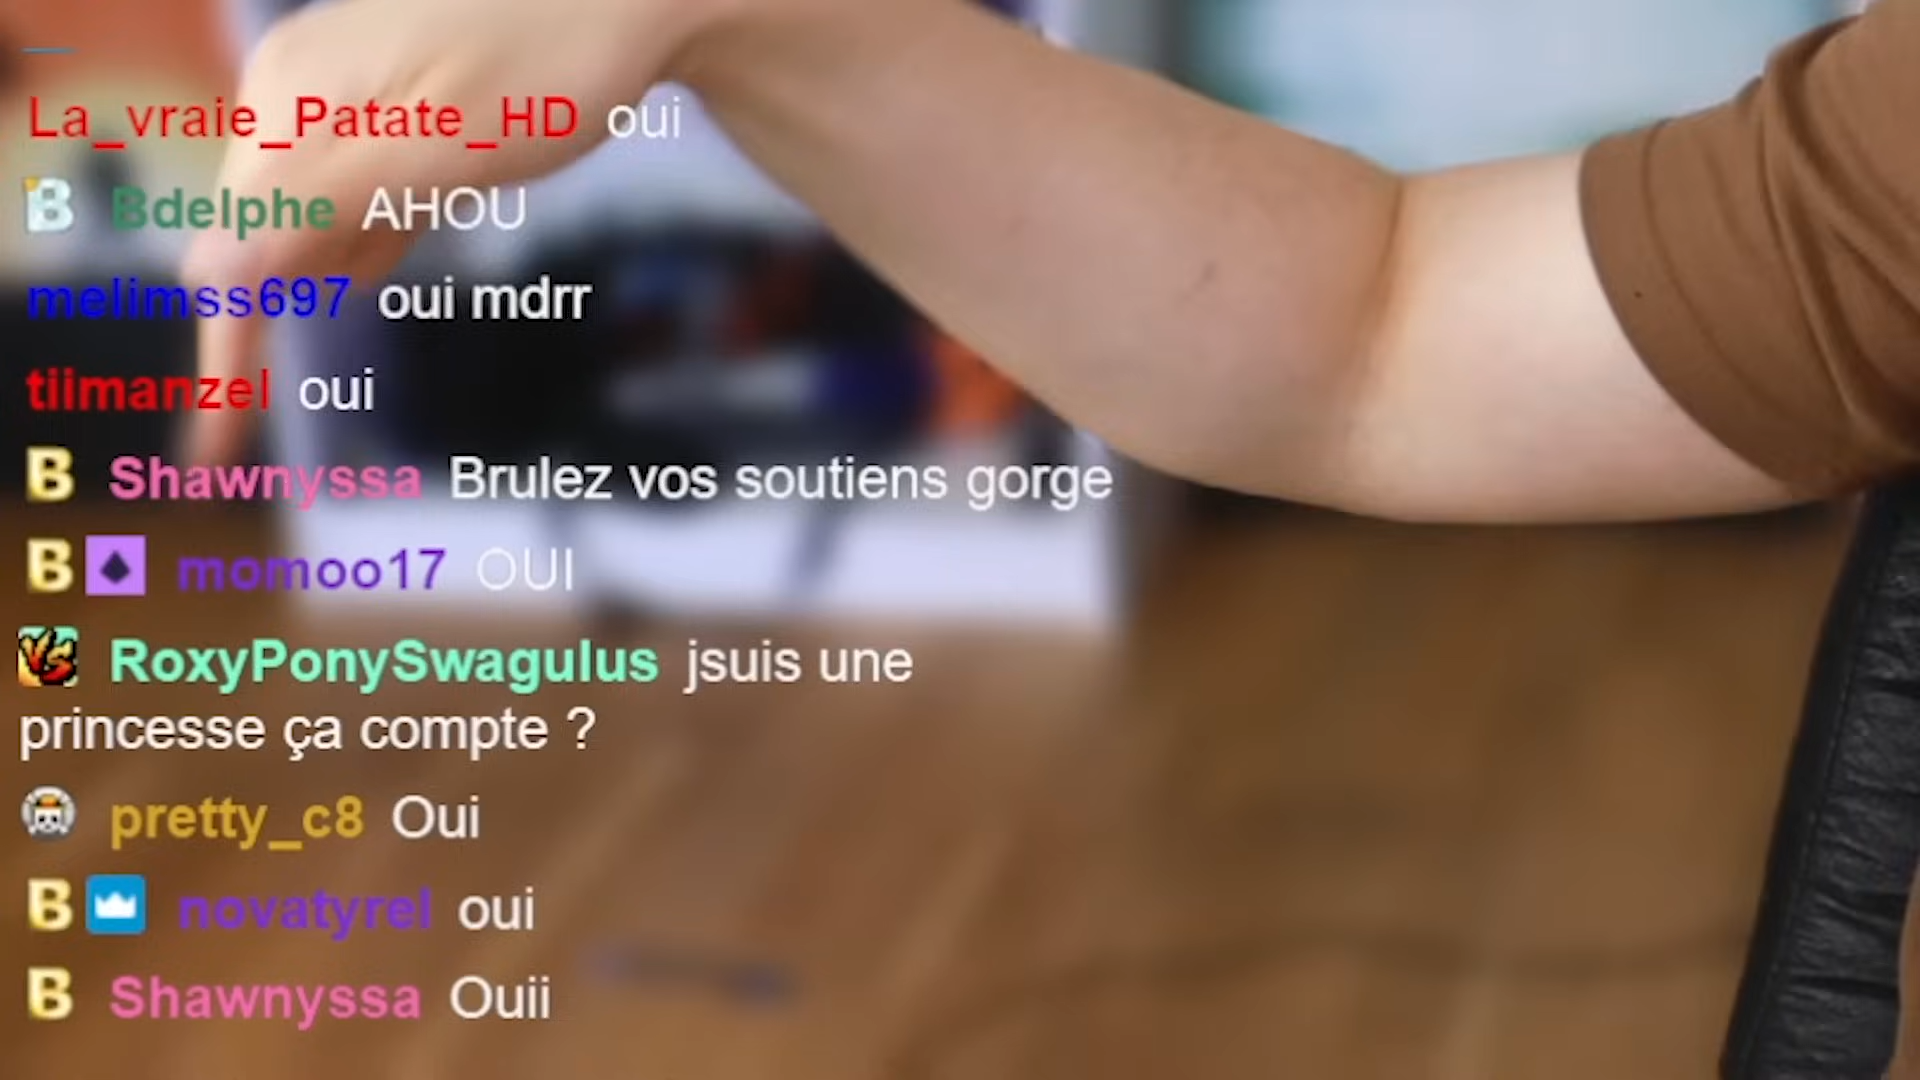 La_vraie_Patate_HD oui
B Bdelphe AHOU
melimss697 oui mdrr
tiimanzel oui
B Shawnyssa Brulez vos soutiens gorge
B momoo17 OUI
VS RoxyPonySwagulus jsuis une
princesse ça compte ?
pretty_c8 Oui
B novatyrel oui
B Shawnyssa Ouii